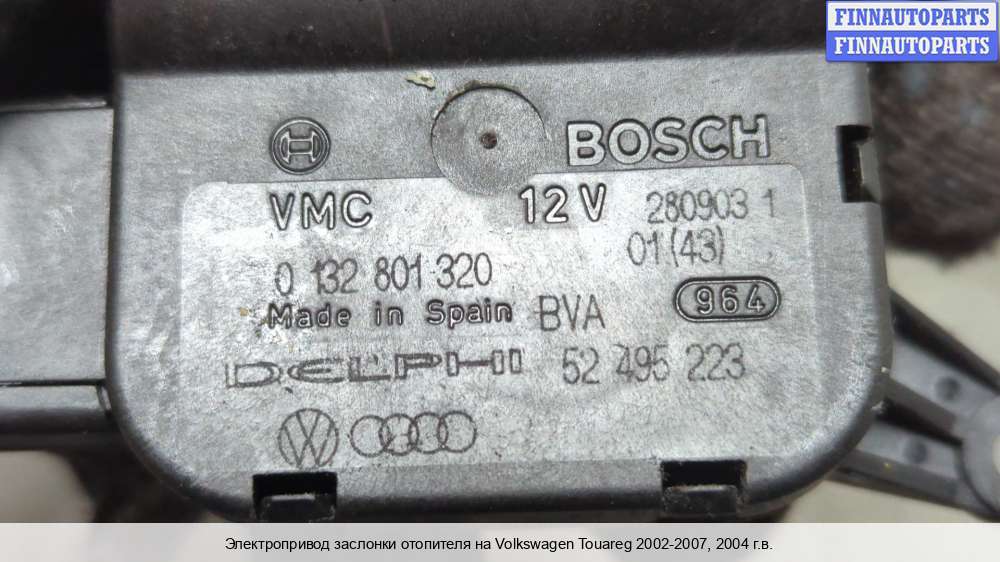 FINNAUTOPARTS
FINNAUTOPARTS
BOSCH
VMC 12 V 280903 1
01(43)
0 132 801 320
Made in Spain BVA 964
DELPHI 52 495 223
Электропривод заслонки отопителя на Volkswagen Touareg 2002-2007, 2004 г.в.